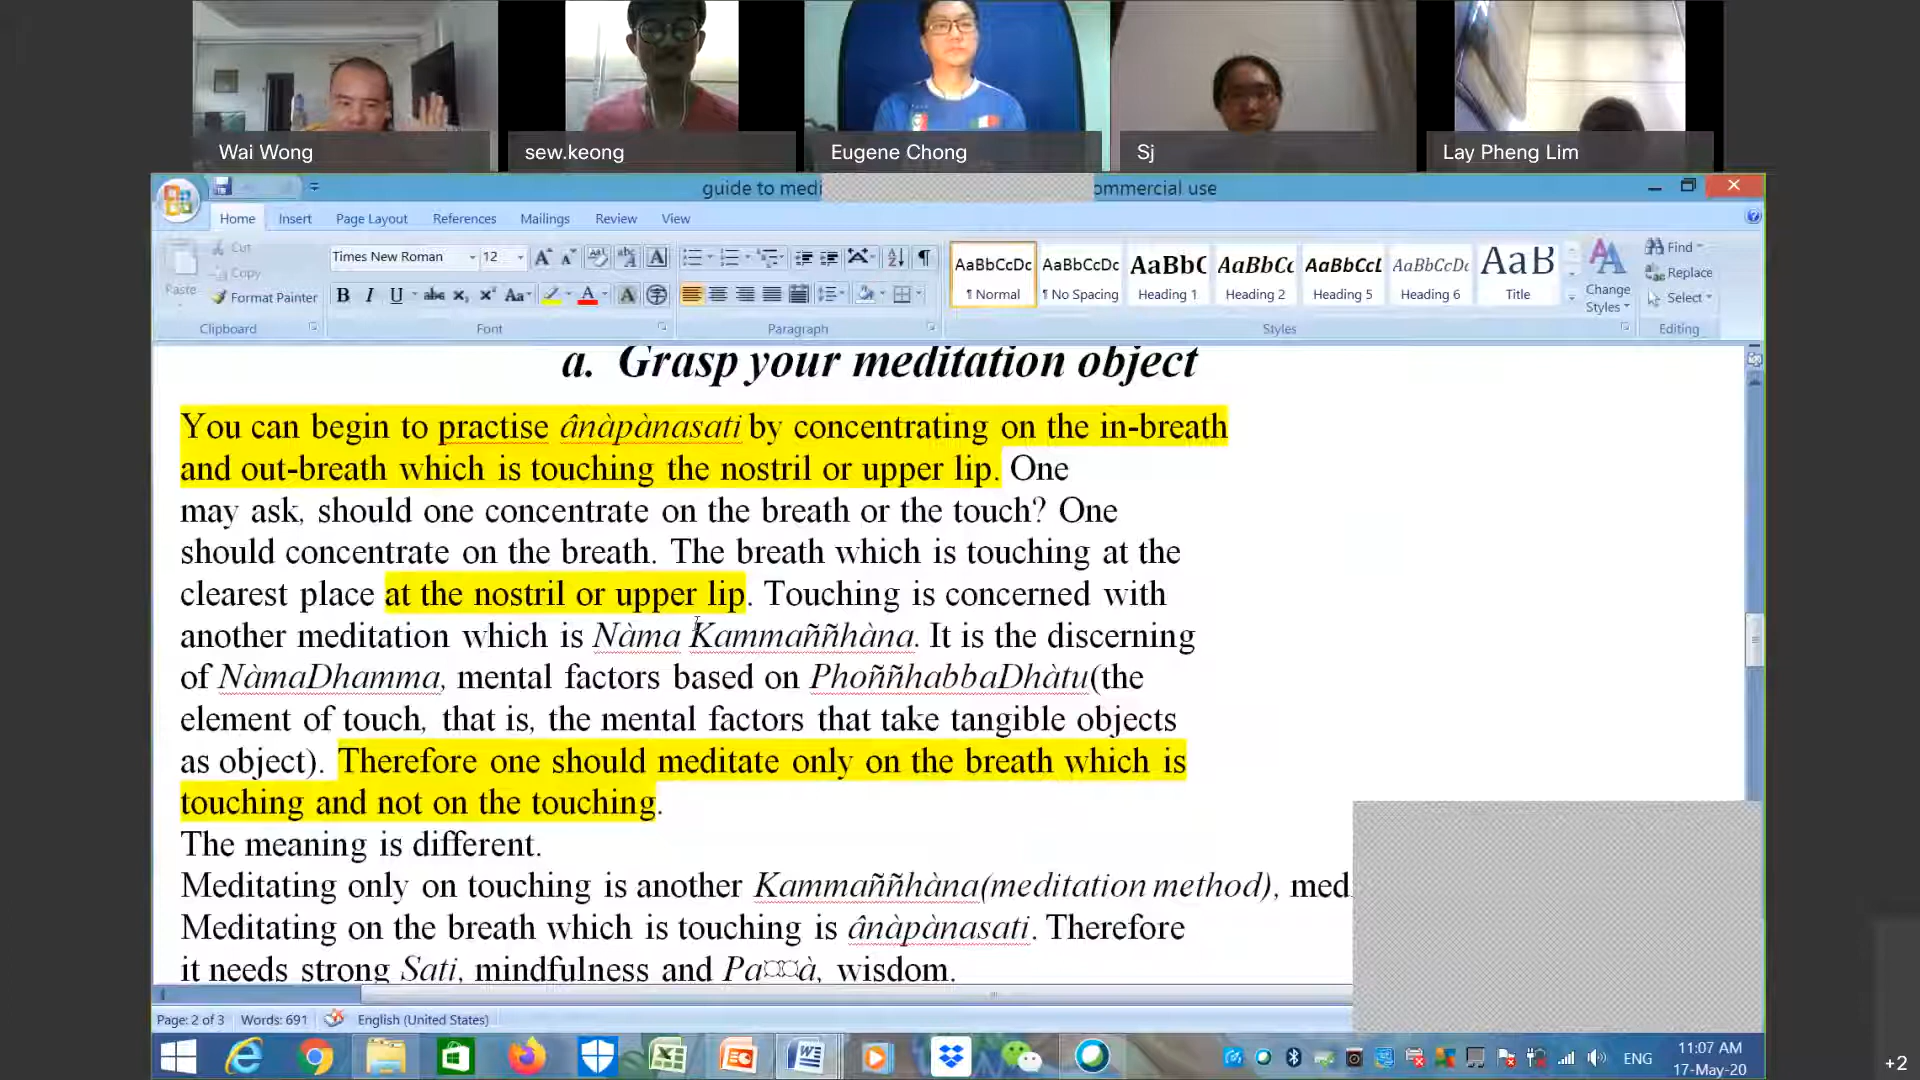 Wai Wong
sew.keong
Eugene Chong
Sj
Lay Pheng Lim
guide to medi
ommercial use
Home Insert Page Layout References Mailings Review View
Cut
Copy
Format Painter
Paste
Clipboard
Times New Roman 12
Font
Paragraph
AaBbCcDc AaBbCcDc AaBbC AaBbCc AaBbCcL AaBbCcDc AaB
¶ Normal ¶ No Spacing Heading 1 Heading 2 Heading 5 Heading 6 Title
Change Styles
Styles
Find
Replace
Select
Editing
a. Grasp your meditation object
You can begin to practise ânàpànasati by concentrating on the in-breath
and out-breath which is touching the nostril or upper lip. One
may ask, should one concentrate on the breath or the touch? One
should concentrate on the breath. The breath which is touching at the
clearest place at the nostril or upper lip. Touching is concerned with
another meditation which is Nàma Kammaññhàna. It is the discerning
of NàmaDhamma, mental factors based on PhoññhabbaDhàtu(the
element of touch, that is, the mental factors that take tangible objects
as object). Therefore one should meditate only on the breath which is
touching and not on the touching.
The meaning is different.
Meditating only on touching is another Kammaññhàna(meditation method), med
Meditating on the breath which is touching is ânàpànasati. Therefore
it needs strong Sati, mindfulness and Pa¤¤à, wisdom.
Page: 2 of 3 Words: 691 English (United States)
ENG
11:07 AM
17-May-20
+2